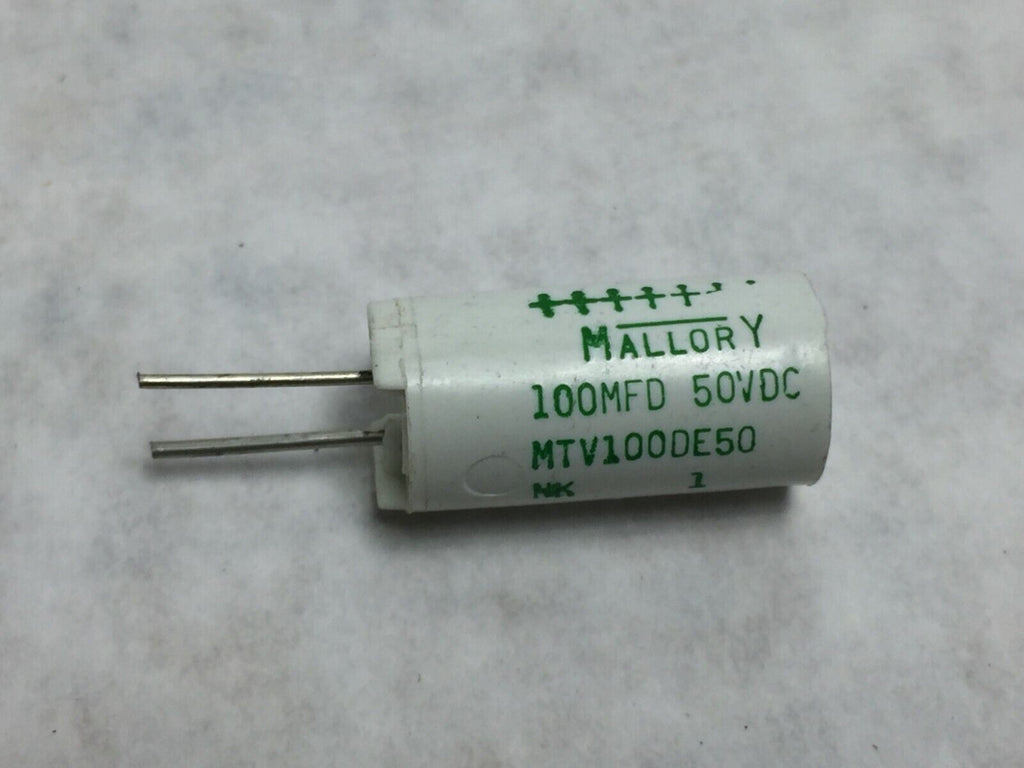 ++++++
MALLORY
100MFD 50VDC
MTV100DE50
NK 1